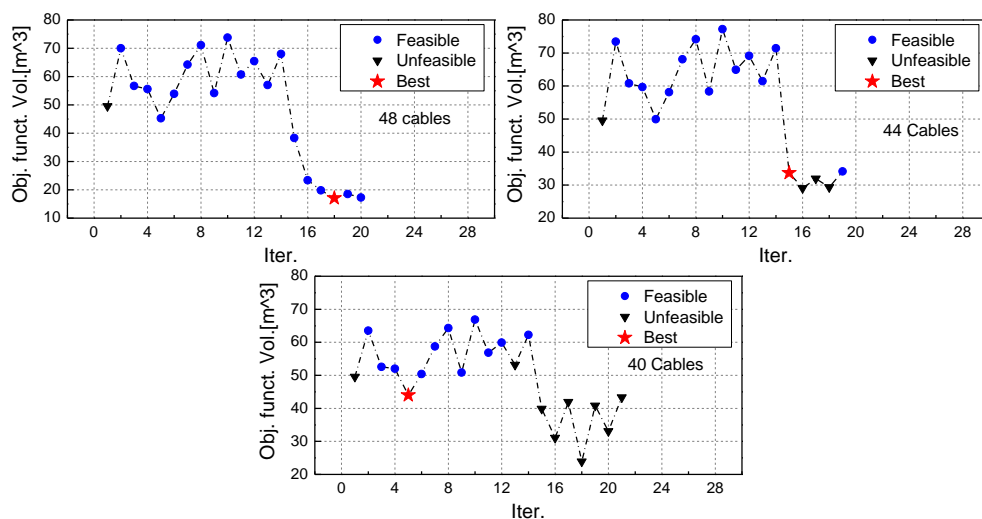 80
70
60
50
40
30
20
10
0 4 8 12 16 20 24 28
Obj. funct. Vol.[m^3]
Iter.
Feasible
Unfeasible
Best
48 cables
80
70
60
50
40
30
20
0 4 8 12 16 20 24 28
Obj. funct. Vol.[m^3]
Iter.
Feasible
Unfeasible
Best
44 Cables
80
70
60
50
40
30
20
0 4 8 12 16 20 24 28
Obj. funct. Vol.[m^3]
Iter.
Feasible
Unfeasible
Best
40 Cables